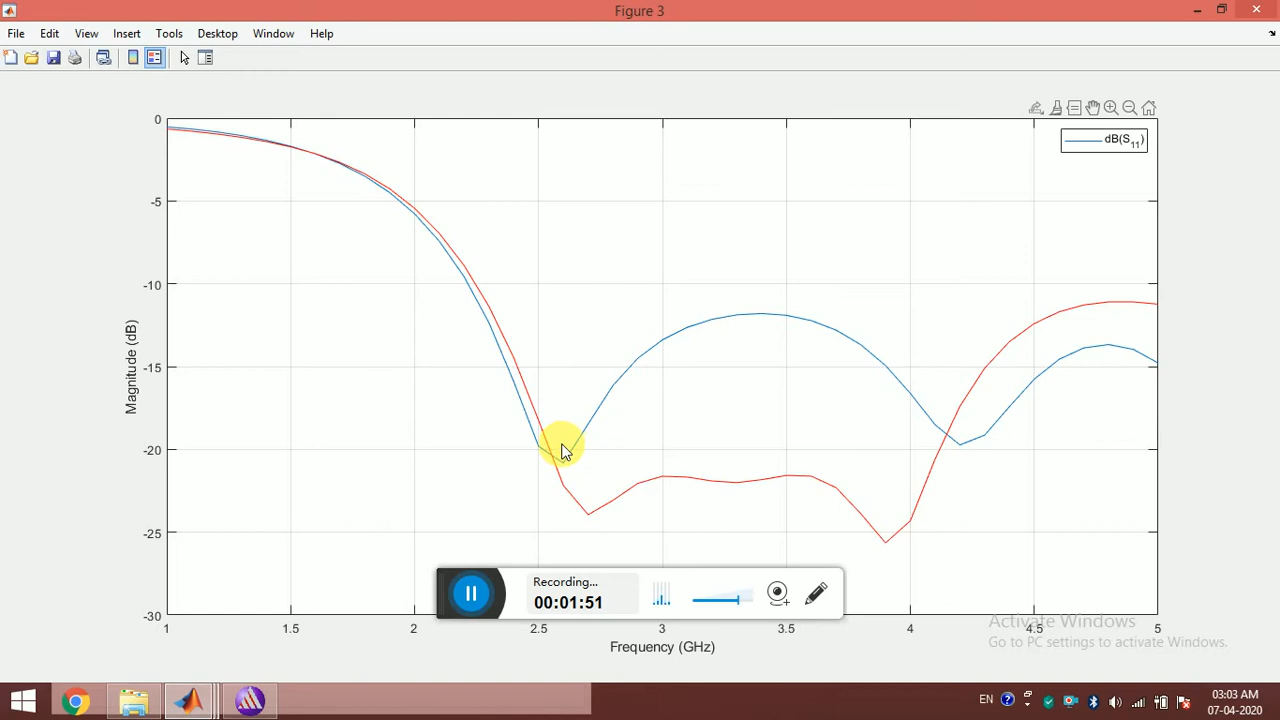 Figure 3
File Edit View Insert Tools Desktop Window Help
0
-5
-10
-15
-20
-25
-30
Magnitude (dB)
dB(S11)
1 1.5 2 2.5 3 3.5 4 4.5 5
Frequency (GHz)
Recording...
00:01:51
Activate Windows
Go to PC settings to activate Windows.
EN
03:03 AM
07-04-2020